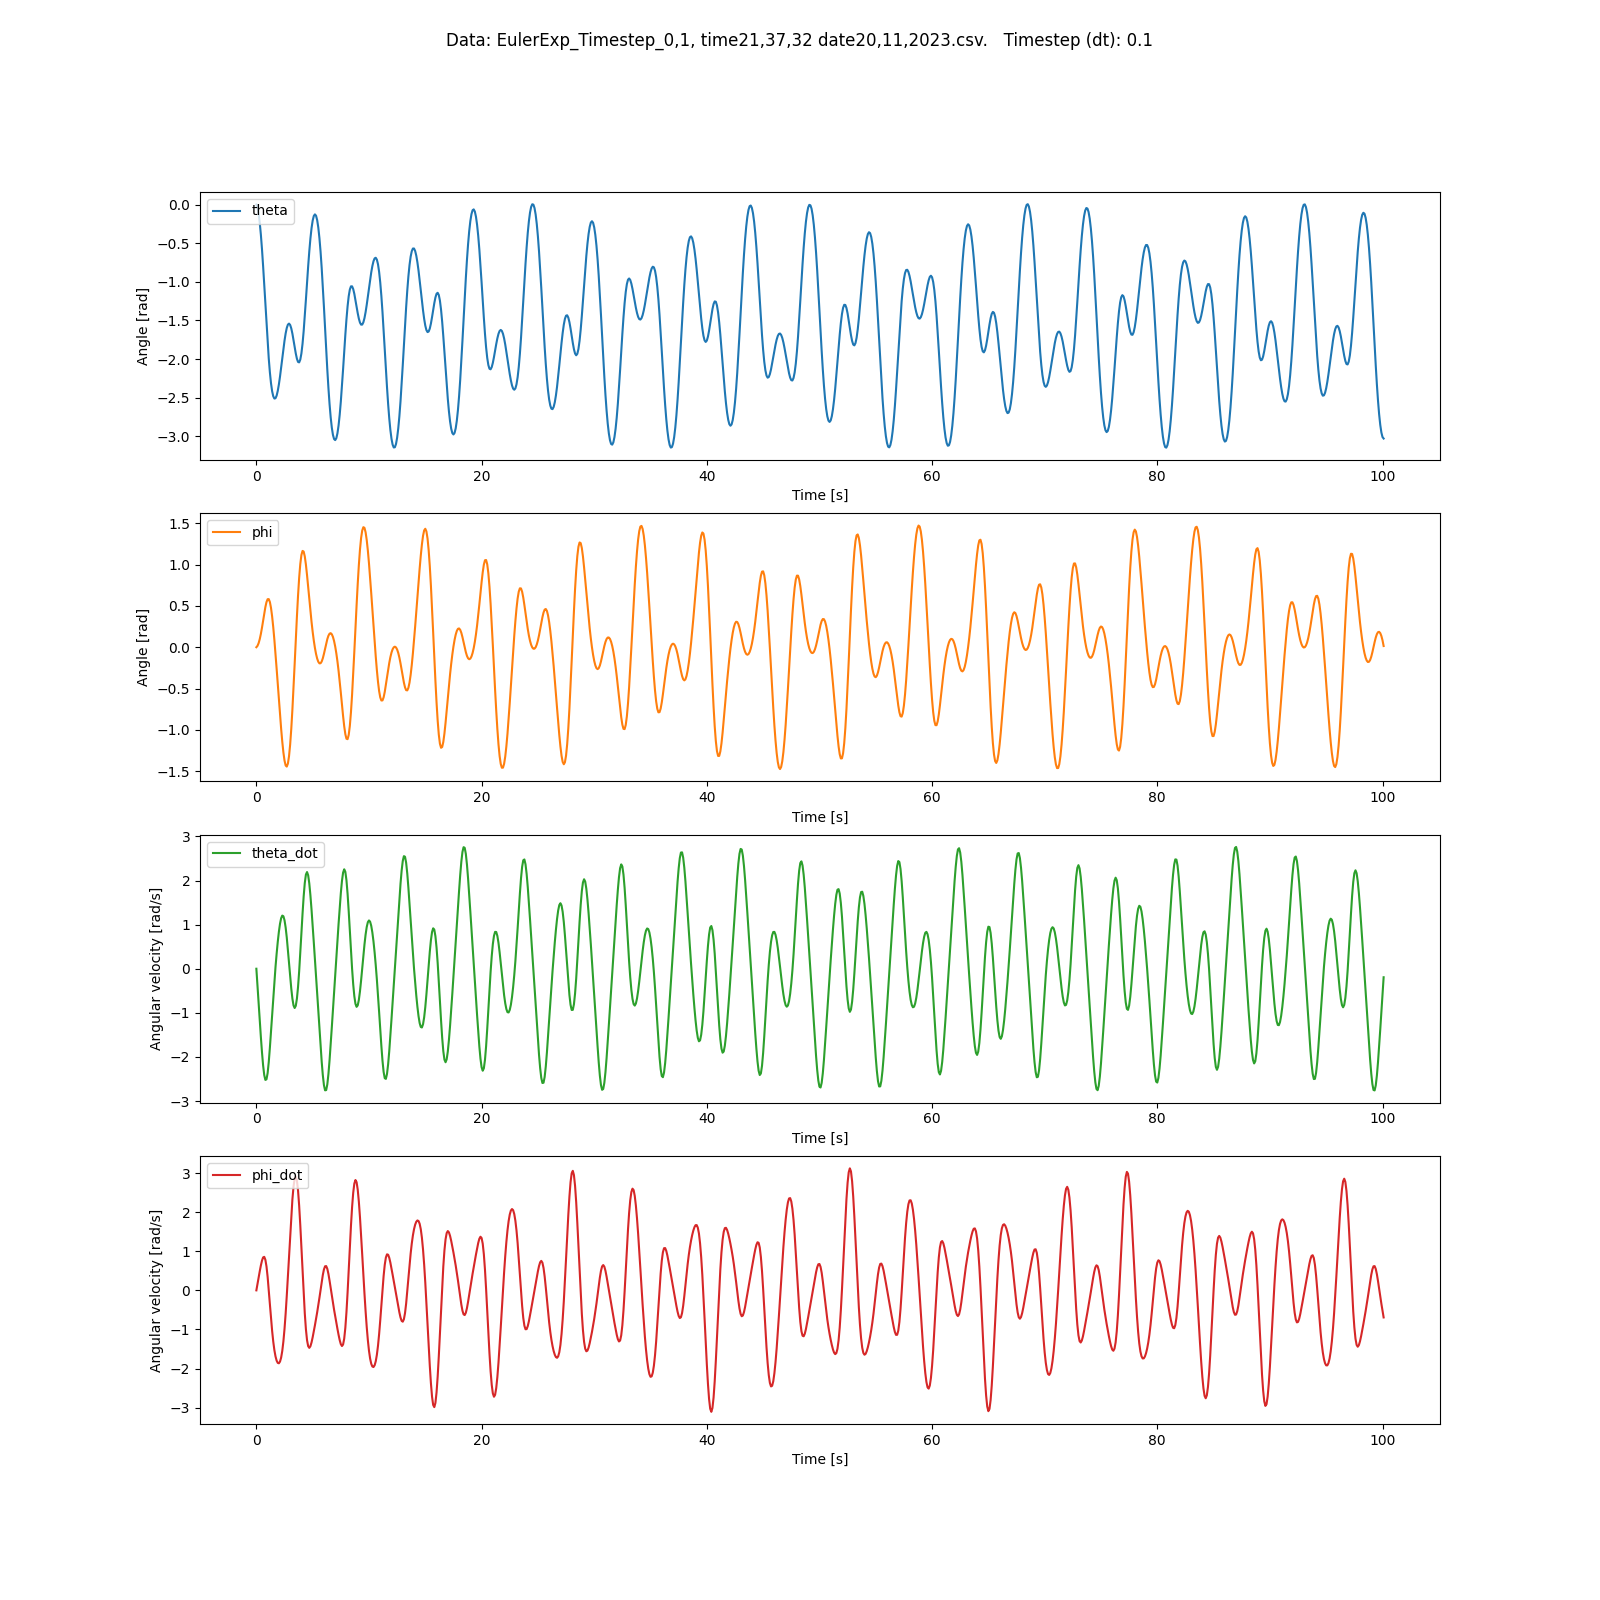 Data: EulerExp_Timestep_0,1, time21,37,32 date20,11,2023.csv.   Timestep (dt): 0.1
theta
0.0
−0.5
−1.0
−1.5
−2.0
−2.5
−3.0
Angle [rad]
0 20 40 60 80 100
Time [s]
phi
1.5
1.0
0.5
0.0
−0.5
−1.0
−1.5
Angle [rad]
0 20 40 60 80 100
Time [s]
theta_dot
3
2
1
0
−1
−2
−3
Angular velocity [rad/s]
0 20 40 60 80 100
Time [s]
phi_dot
3
2
1
0
−1
−2
−3
Angular velocity [rad/s]
0 20 40 60 80 100
Time [s]